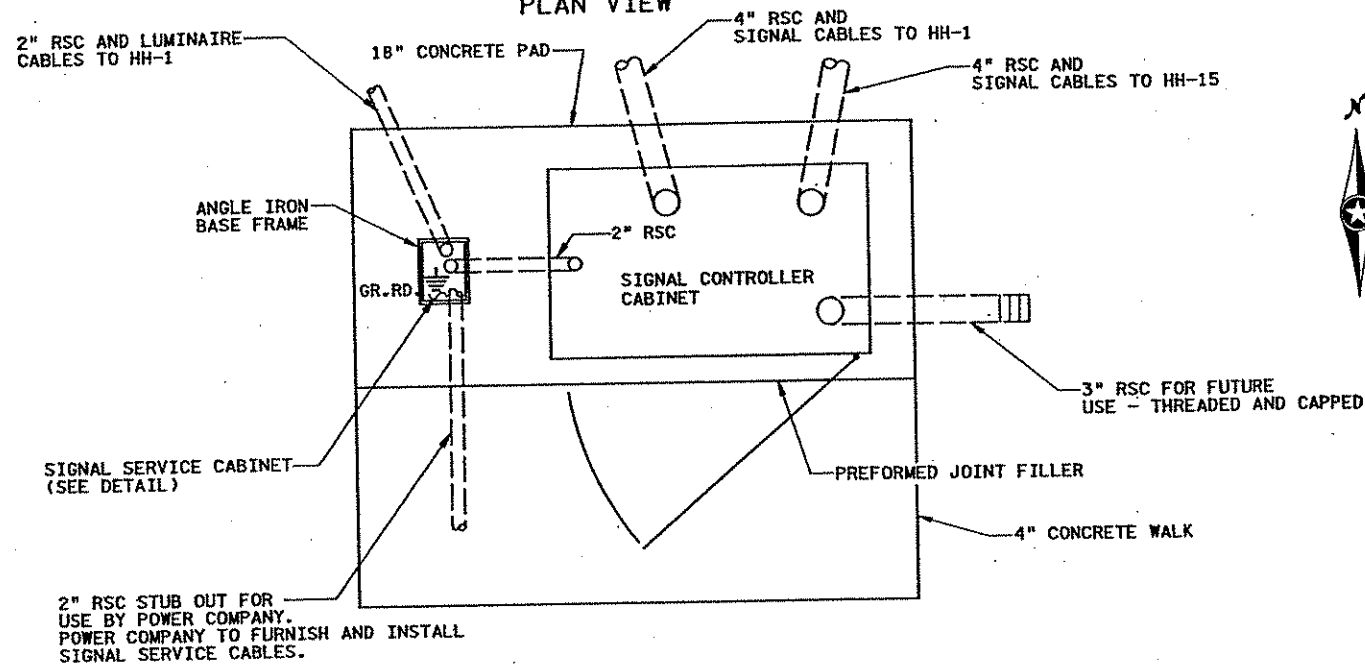 PLAN VIEW
2" RSC AND LUMINAIRE
CABLES TO HH-1
18" CONCRETE PAD
4" RSC AND
SIGNAL CABLES TO HH-1
4" RSC AND
SIGNAL CABLES TO HH-15
N
ANGLE IRON
BASE FRAME
2" RSC
GR.RD.
SIGNAL CONTROLLER
CABINET
3" RSC FOR FUTURE
USE - THREADED AND CAPPED
SIGNAL SERVICE CABINET
(SEE DETAIL)
PREFORMED JOINT FILLER
4" CONCRETE WALK
2" RSC STUB OUT FOR
USE BY POWER COMPANY.
POWER COMPANY TO FURNISH AND INSTALL
SIGNAL SERVICE CABLES.